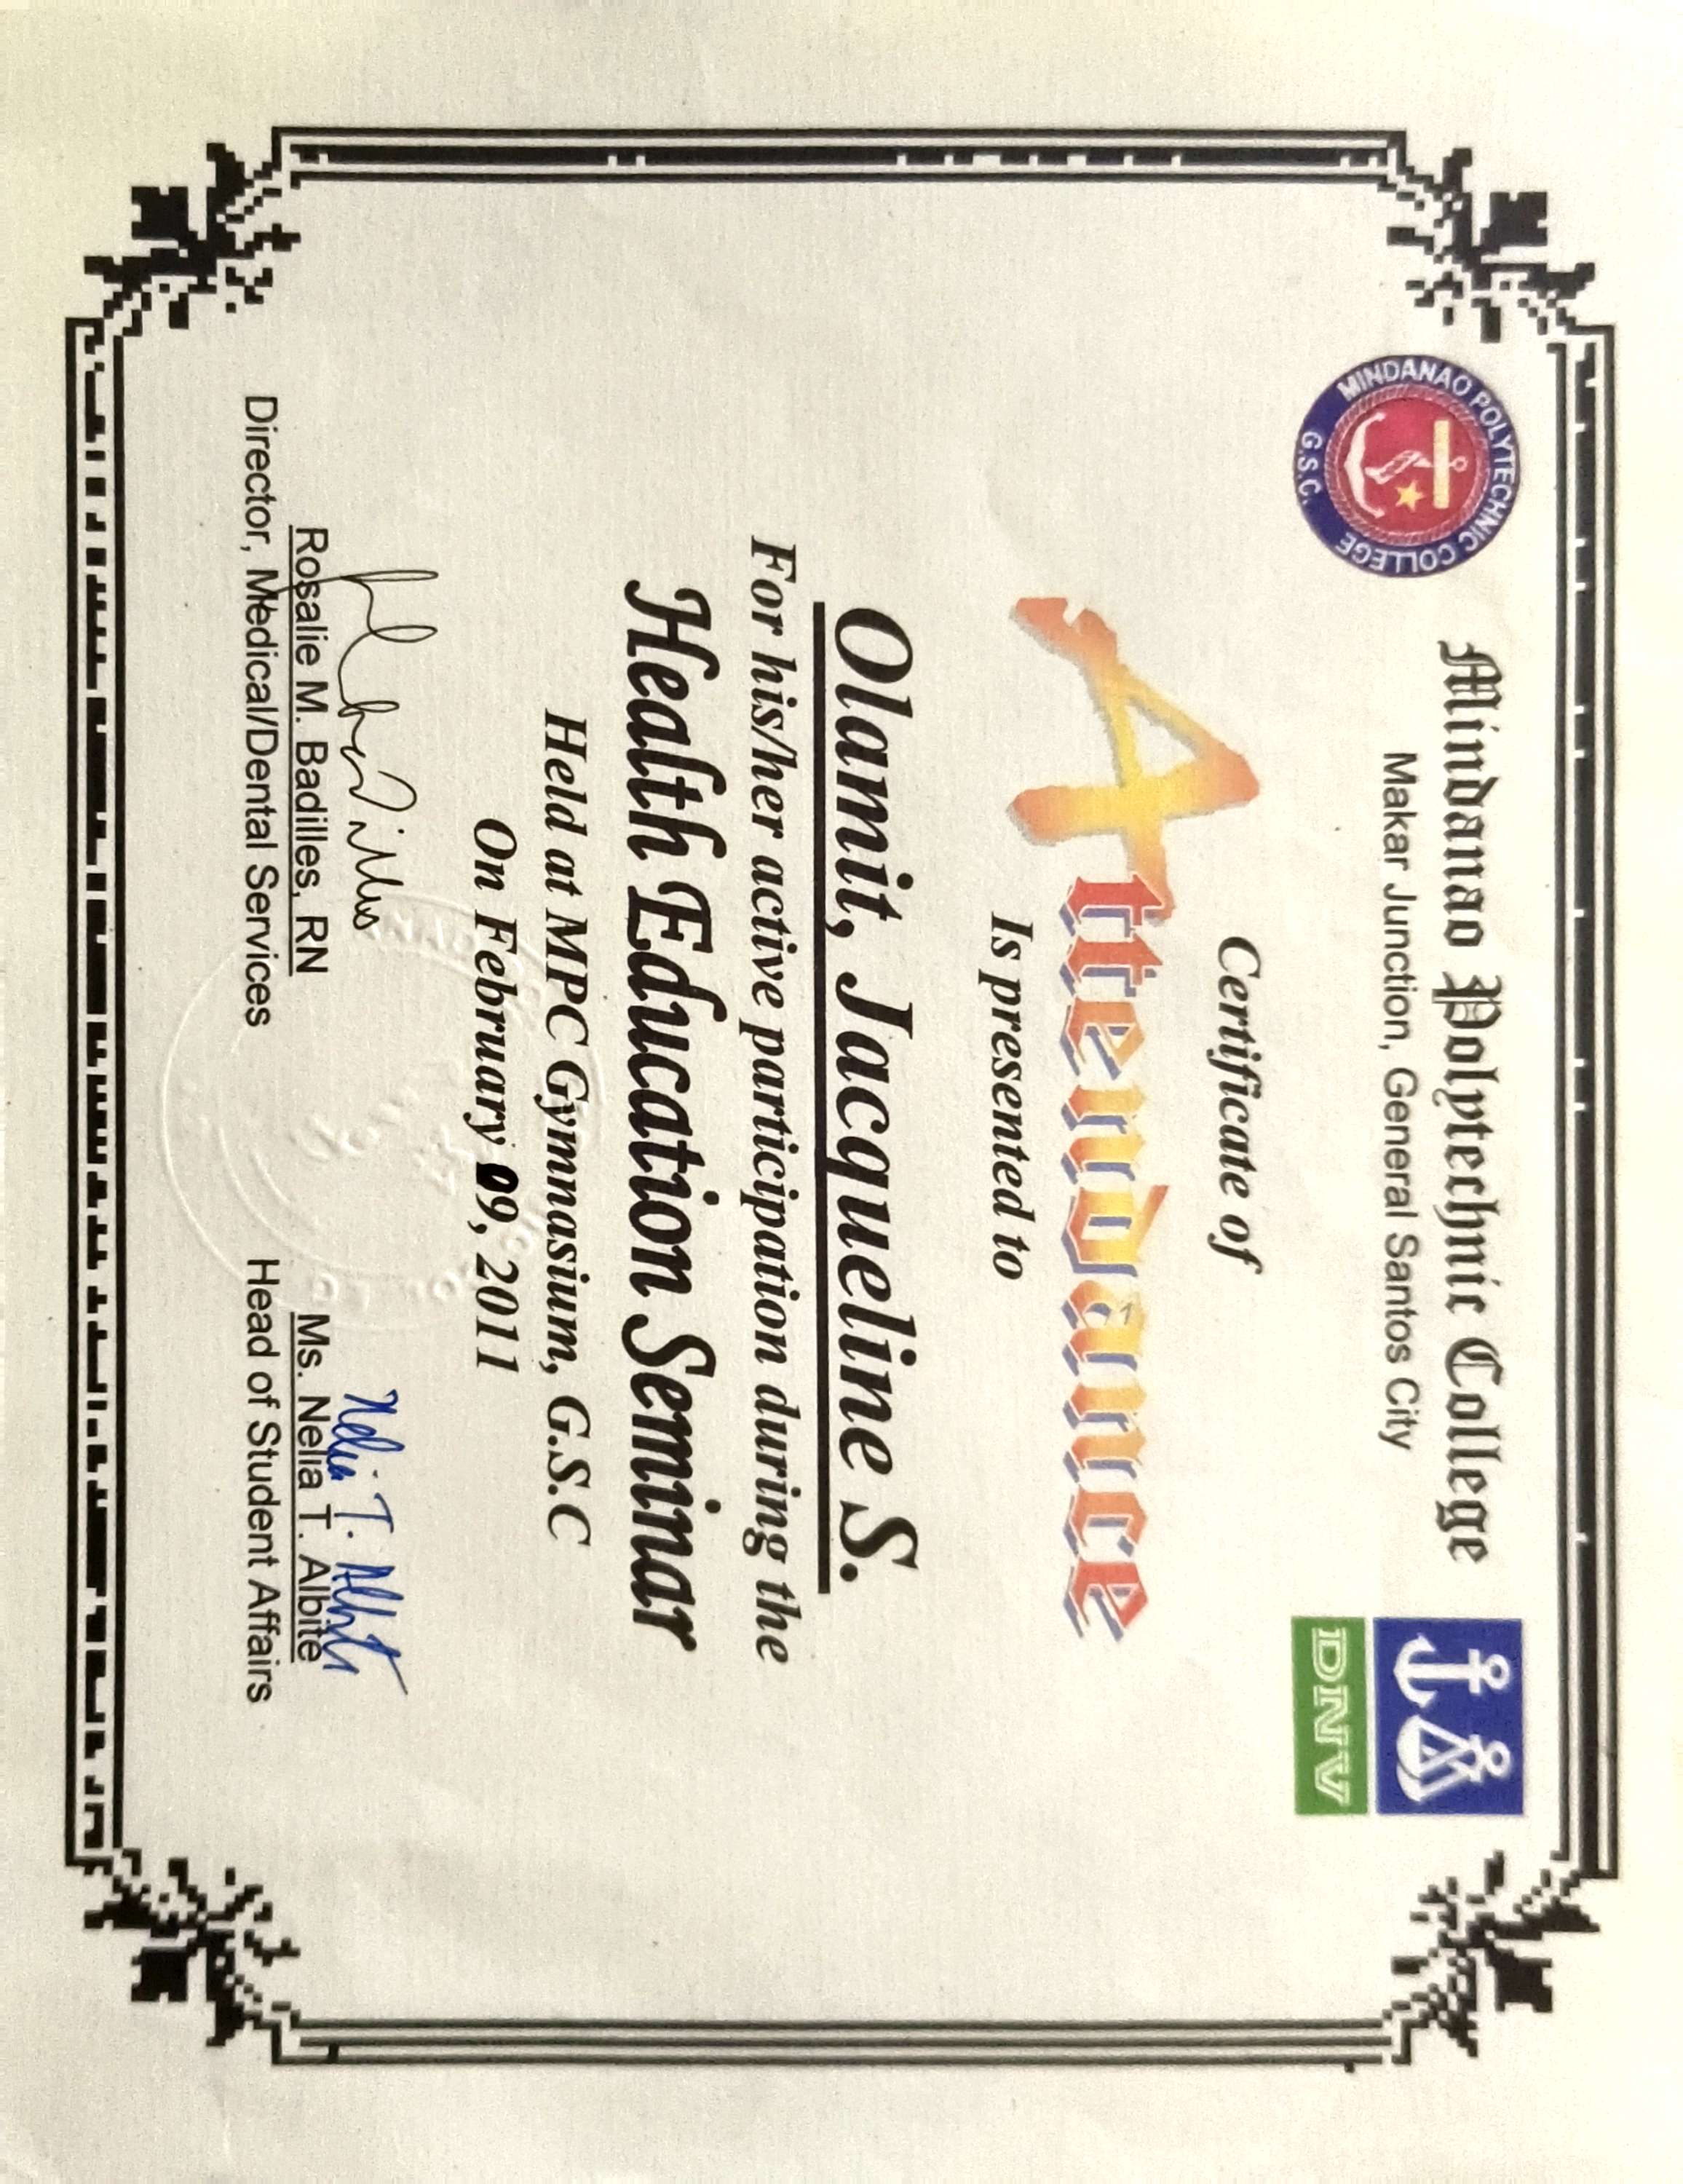 MINDANAO POLYTECHNIC COLLEGE
G.S.C.
Mindanao Polytechnic College
Makar Junction, General Santos City
DNV
Certificate of
Attendance
Is presented to
Olamit, Jacqueline S.
For his/her active participation during the
Health Education Seminar
Held at MPC Gymnasium, G.S.C
On February 09, 2011
Rosalie M. Badilles, RN
Director, Medical/Dental Services
Nelia T. Albite
Ms. Nelia T. Albite
Head of Student Affairs